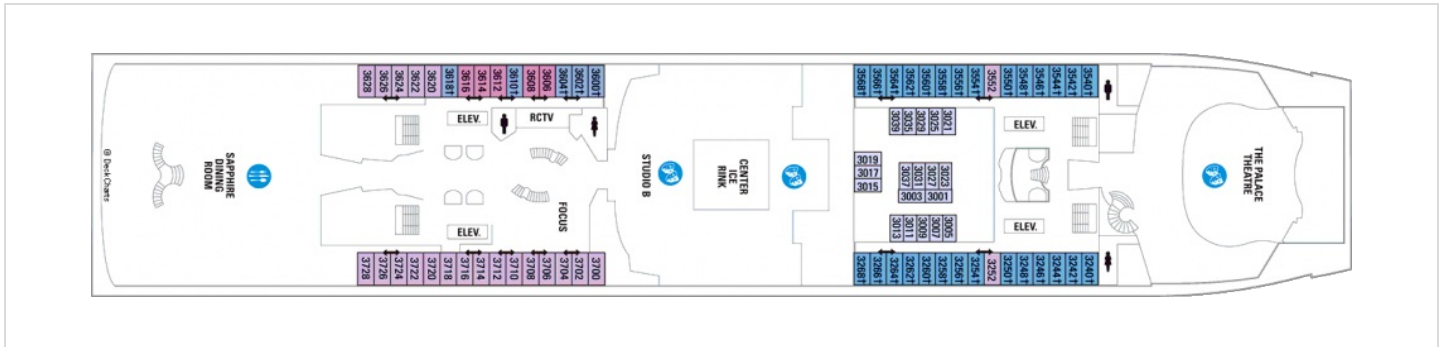 3628 3626 3624 3622 3620 3618† 3616 3614 3612 3610† 3608 3606 3604† 3602† 3600†
3568† 3566† 3564† 3562† 3560† 3558† 3556† 3554† 3552 3550† 3548† 3546† 3544† 3542† 3540†
ELEV.
RCTV
3039 3035 3029 3025 3021
ELEV.
@ Deck Charts
SAPPHIRE
DINING
ROOM
STUDIO B
CENTER
ICE
RINK
3019
3017
3015
3037 3031 3027 3023
3003 3001
THE PALACE
THEATRE
FOCUS
ELEV.
3013 3011 3009 3007 3005
ELEV.
3728 3726 3724 3722 3720 3718 3716 3714 3712 3710 3708 3706 3704 3702 3700
3268† 3266† 3264† 3262† 3260† 3258† 3256† 3254† 3252 3250† 3248† 3246† 3244† 3242† 3240†